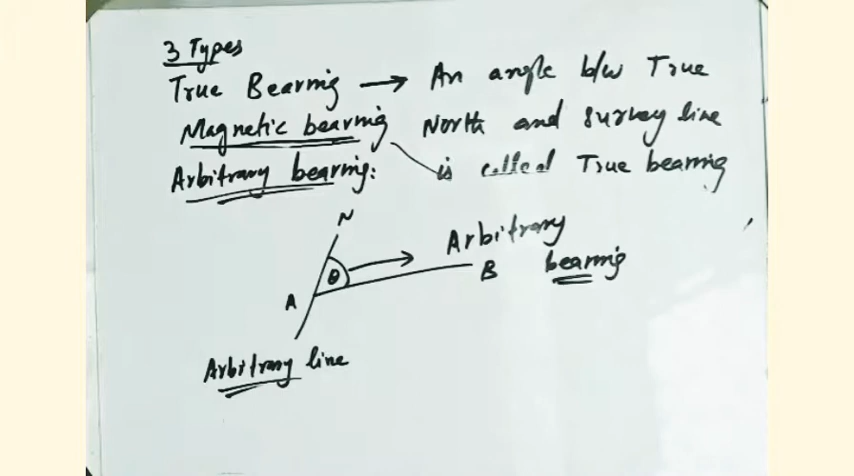 3 Types
True Bearing → An angle b/w True
Magnetic bearing North and survey line
Arbitrary bearing: is called True bearing
N
Arbitrary
bearing
θ
A
B
Arbitrary line